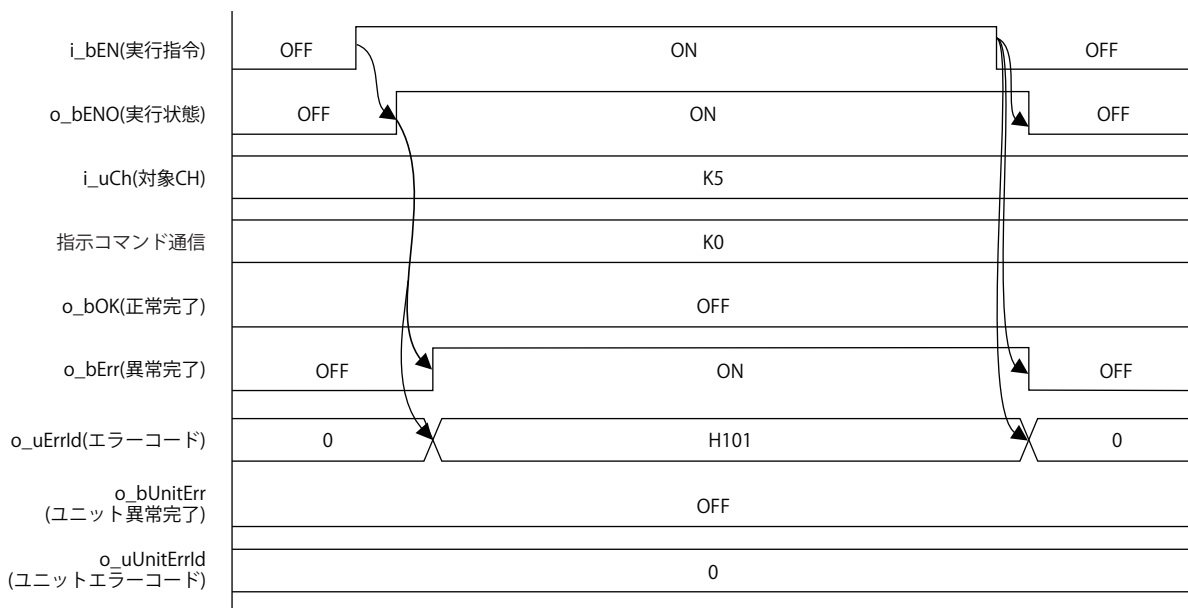 i_bEN(実行指令)
OFF
ON
OFF
o_bENO(実行状態)
OFF
ON
OFF
i_uCh(対象CH)
K5
指示コマンド通信
K0
o_bOK(正常完了)
OFF
o_bErr(異常完了)
OFF
ON
OFF
o_uErrId(エラーコード)
0
H101
0
o_bUnitErr
(ユニット異常完了)
OFF
o_uUnitErrId
(ユニットエラーコード)
0